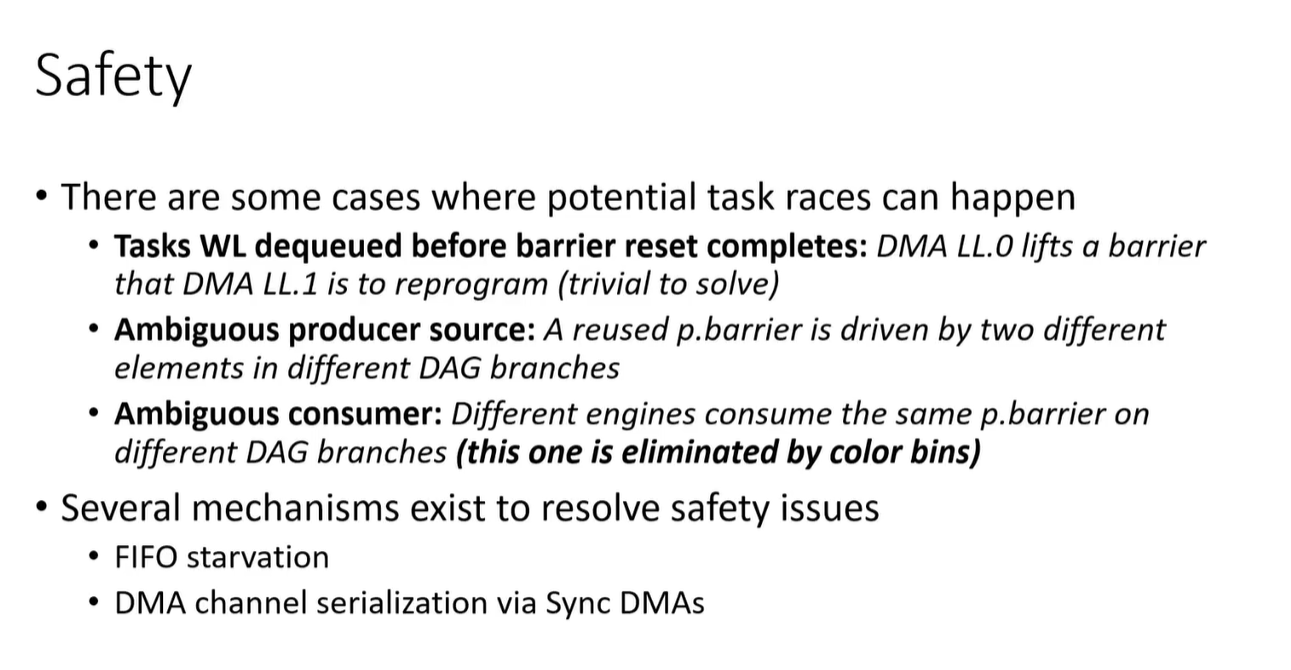 Safety
• There are some cases where potential task races can happen
• Tasks WL dequeued before barrier reset completes: DMA LL.0 lifts a barrier
that DMA LL.1 is to reprogram (trivial to solve)
• Ambiguous producer source: A reused p.barrier is driven by two different
elements in different DAG branches
• Ambiguous consumer: Different engines consume the same p.barrier on
different DAG branches (this one is eliminated by color bins)
• Several mechanisms exist to resolve safety issues
• FIFO starvation
• DMA channel serialization via Sync DMAs